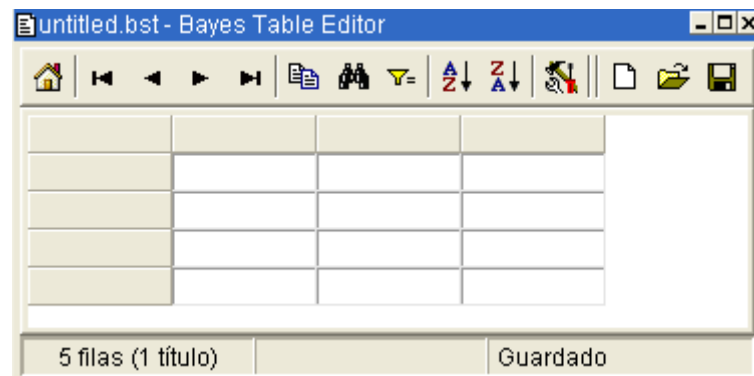 untitled.bst - Bayes Table Editor
A Z Z A
5 filas (1 título) Guardado